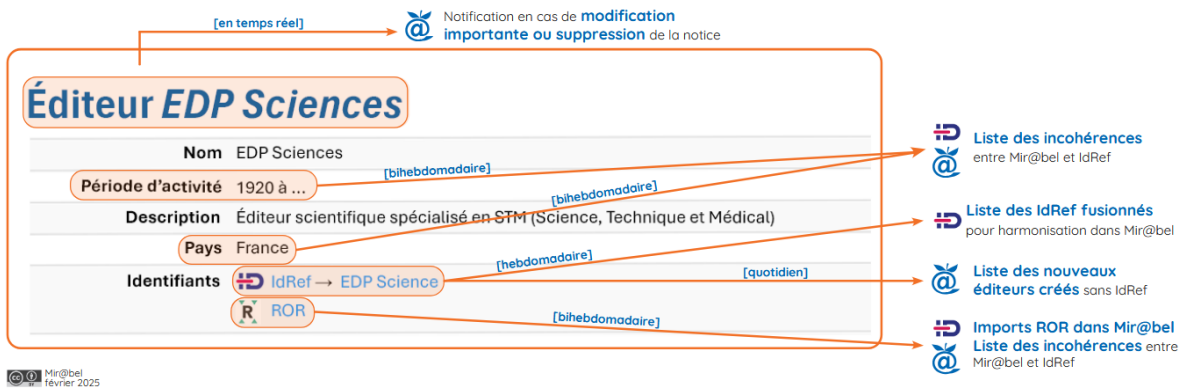 [en temps réel]
Notification en cas de modification
importante ou suppression de la notice
Éditeur EDP Sciences
Nom EDP Sciences
[bihebdomadaire]
Période d'activité 1920 à ...
[bihebdomadaire]
Description Éditeur scientifique spécialisé en STM (Science, Technique et Médical)
Pays France
[hebdomadaire]
Identifiants IdRef → EDP Science
[quotidien]
R ROR
[bihebdomadaire]
Liste des incohérences
entre Mir@bel et IdRef
Liste des IdRef fusionnés
pour harmonisation dans Mir@bel
Liste des nouveaux
éditeurs créés sans IdRef
Imports ROR dans Mir@bel
Liste des incohérences entre
Mir@bel et IdRef
Mir@bel
février 2025